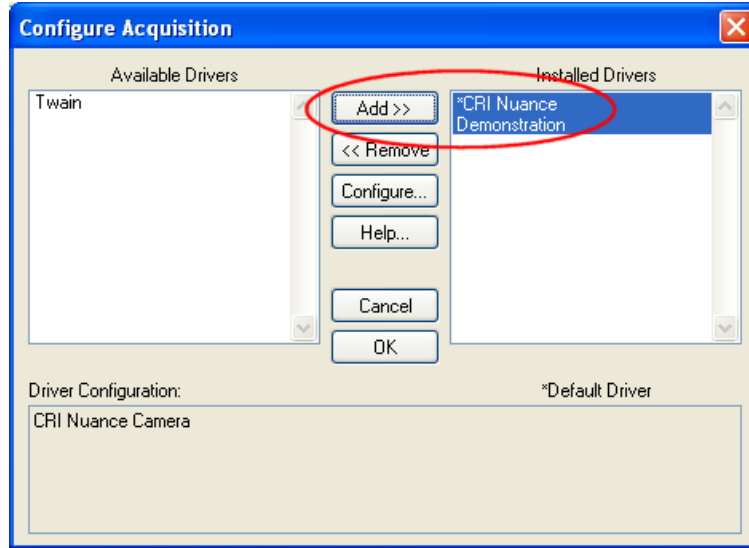 Configure Acquisition
Available Drivers
Installed Drivers
Twain
Add >>
*CRI Nuance
Demonstration
<< Remove
Configure...
Help...
Cancel
OK
Driver Configuration:
*Default Driver
CRI Nuance Camera